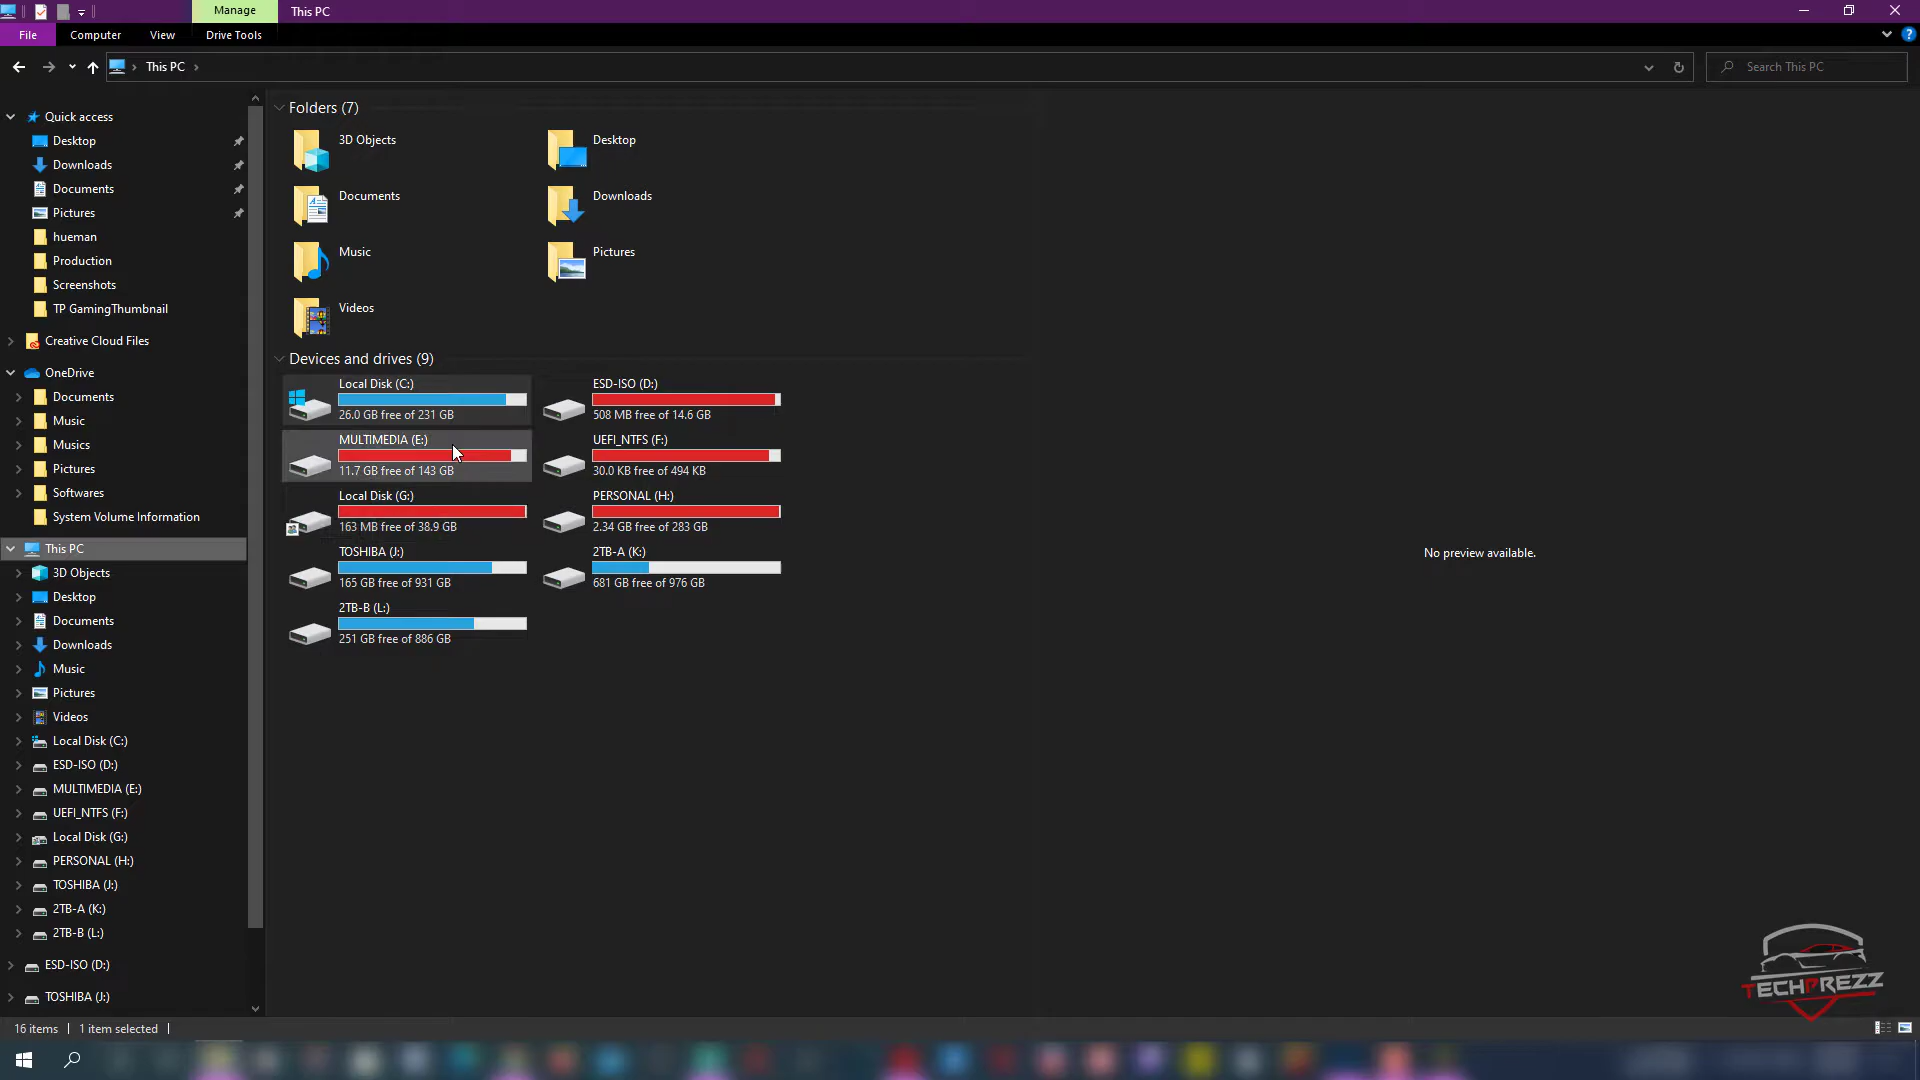 Manage
This PC
File
Computer
View
Drive Tools
This PC
Search This PC
Quick access
Desktop
Downloads
Documents
Pictures
hueman
Production
Screenshots
TP GamingThumbnail
Creative Cloud Files
OneDrive
Documents
Music
Musics
Pictures
Softwares
System Volume Information
This PC
3D Objects
Desktop
Documents
Downloads
Music
Pictures
Videos
Local Disk (C:)
ESD-ISO (D:)
MULTIMEDIA (E:)
UEFI_NTFS (F:)
Local Disk (G:)
PERSONAL (H:)
TOSHIBA (J:)
2TB-A (K:)
2TB-B (L:)
ESD-ISO (D:)
TOSHIBA (J:)
Folders (7)
3D Objects
Desktop
Documents
Downloads
Music
Pictures
Videos
Devices and drives (9)
Local Disk (C:)
26.0 GB free of 231 GB
ESD-ISO (D:)
508 MB free of 14.6 GB
MULTIMEDIA (E:)
11.7 GB free of 143 GB
UEFI_NTFS (F:)
30.0 KB free of 494 KB
Local Disk (G:)
163 MB free of 38.9 GB
PERSONAL (H:)
2.34 GB free of 283 GB
TOSHIBA (J:)
165 GB free of 931 GB
2TB-A (K:)
681 GB free of 976 GB
2TB-B (L:)
251 GB free of 886 GB
No preview available.
TECHPREZZ
16 items
1 item selected